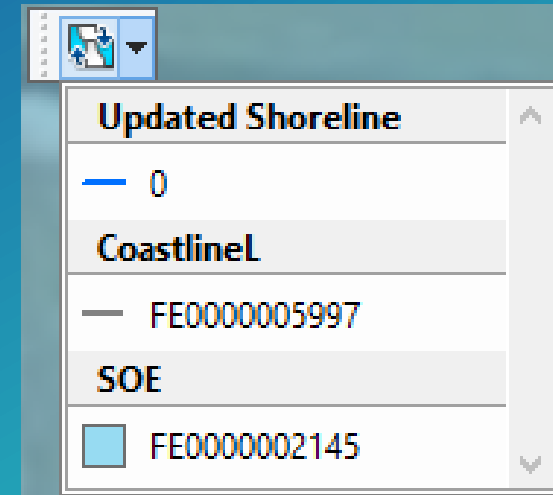 Updated Shoreline
0
CoastlineL
FE0000005997
SOE
FE0000002145